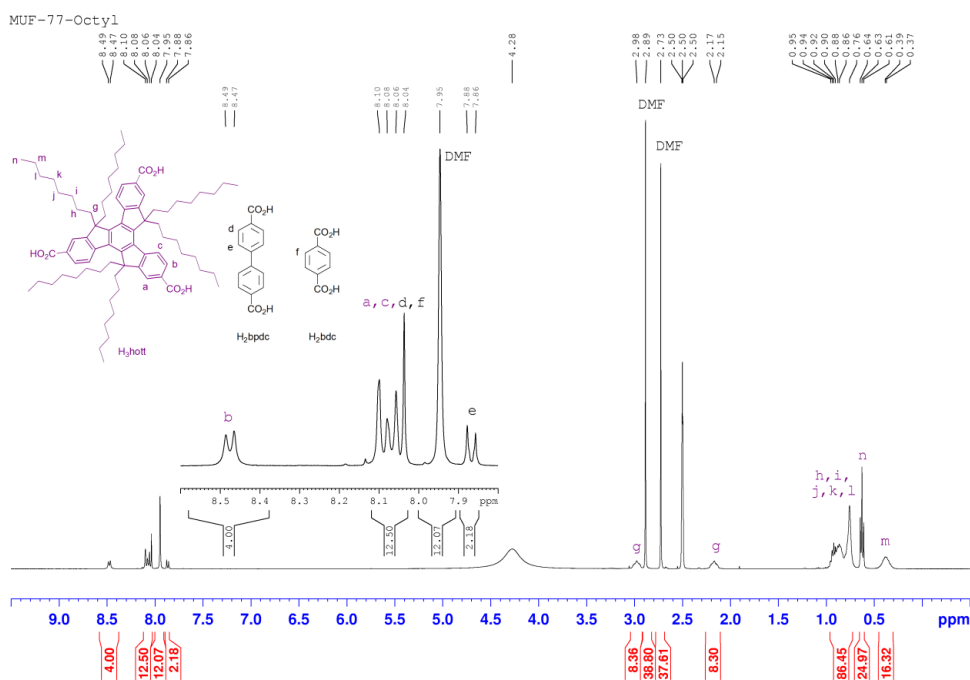 MUF-77-Octyl
8.49
8.47
8.10
8.08
8.06
8.04
7.95
7.88
7.86
4.28
2.98
2.89
2.73
2.50
2.50
2.50
2.17
2.15
0.95
0.94
0.92
0.90
0.88
0.86
0.76
0.64
0.63
0.61
0.39
0.37
8.49
8.47
8.10
8.08
8.06
8.04
7.95
7.88
7.86
DMF
DMF
DMF
n m
l k
j i
h g
CO₂H
HO₂C
CO₂H
c
b
a
H₃hott
CO₂H
d
e
CO₂H
H₂bpdc
CO₂H
f
CO₂H
H₂bdc
a,c,d,f
b
e
8.5 8.4 8.3 8.2 8.1 8.0 7.9 ppm
4.00 12.50 12.07 2.18
g
g
h,i,
j,k,l
n
m
9.0 8.5 8.0 7.5 7.0 6.5 6.0 5.5 5.0 4.5 4.0 3.5 3.0 2.5 2.0 1.5 1.0 0.5 ppm
4.00 12.50 12.07 2.18 8.36 38.80 37.61 8.30 86.45 24.97 16.32